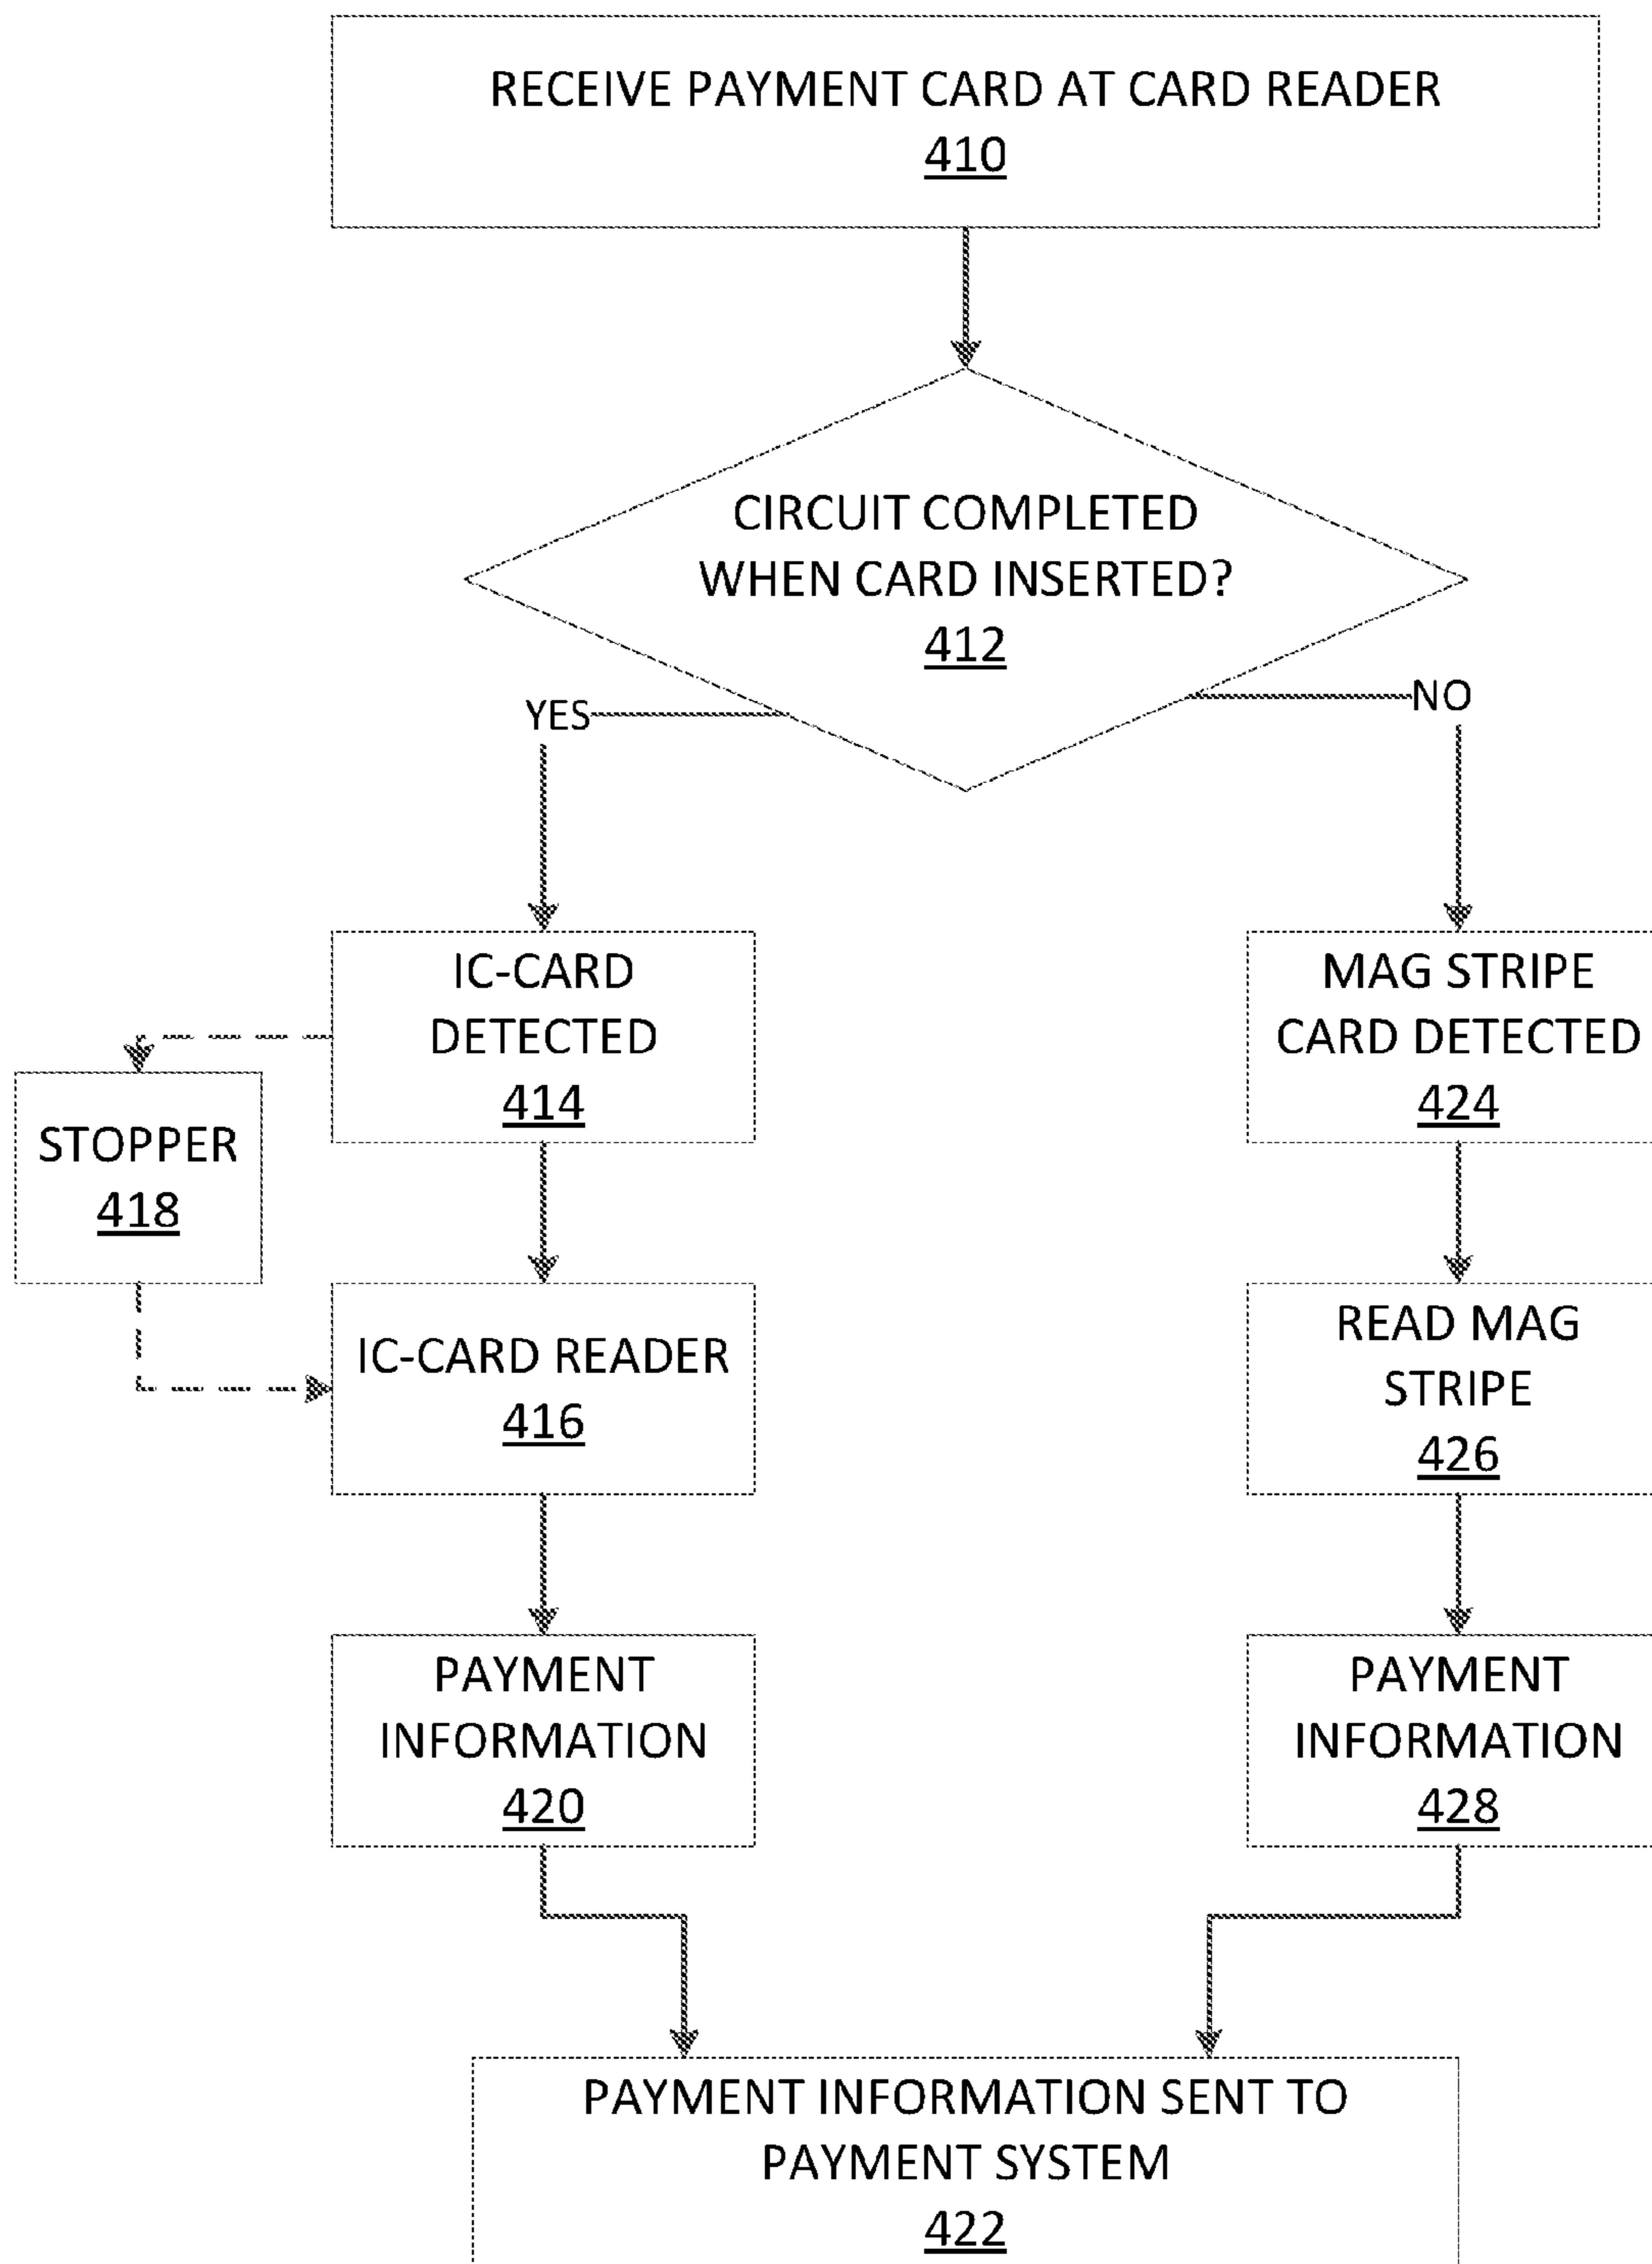 RECEIVE PAYMENT CARD AT CARD READER
410
CIRCUIT COMPLETED
WHEN CARD INSERTED?
412
YES
NO
IC-CARD
DETECTED
414
MAG STRIPE
CARD DETECTED
424
STOPPER
418
IC-CARD READER
416
READ MAG
STRIPE
426
PAYMENT
INFORMATION
420
PAYMENT
INFORMATION
428
PAYMENT INFORMATION SENT TO
PAYMENT SYSTEM
422